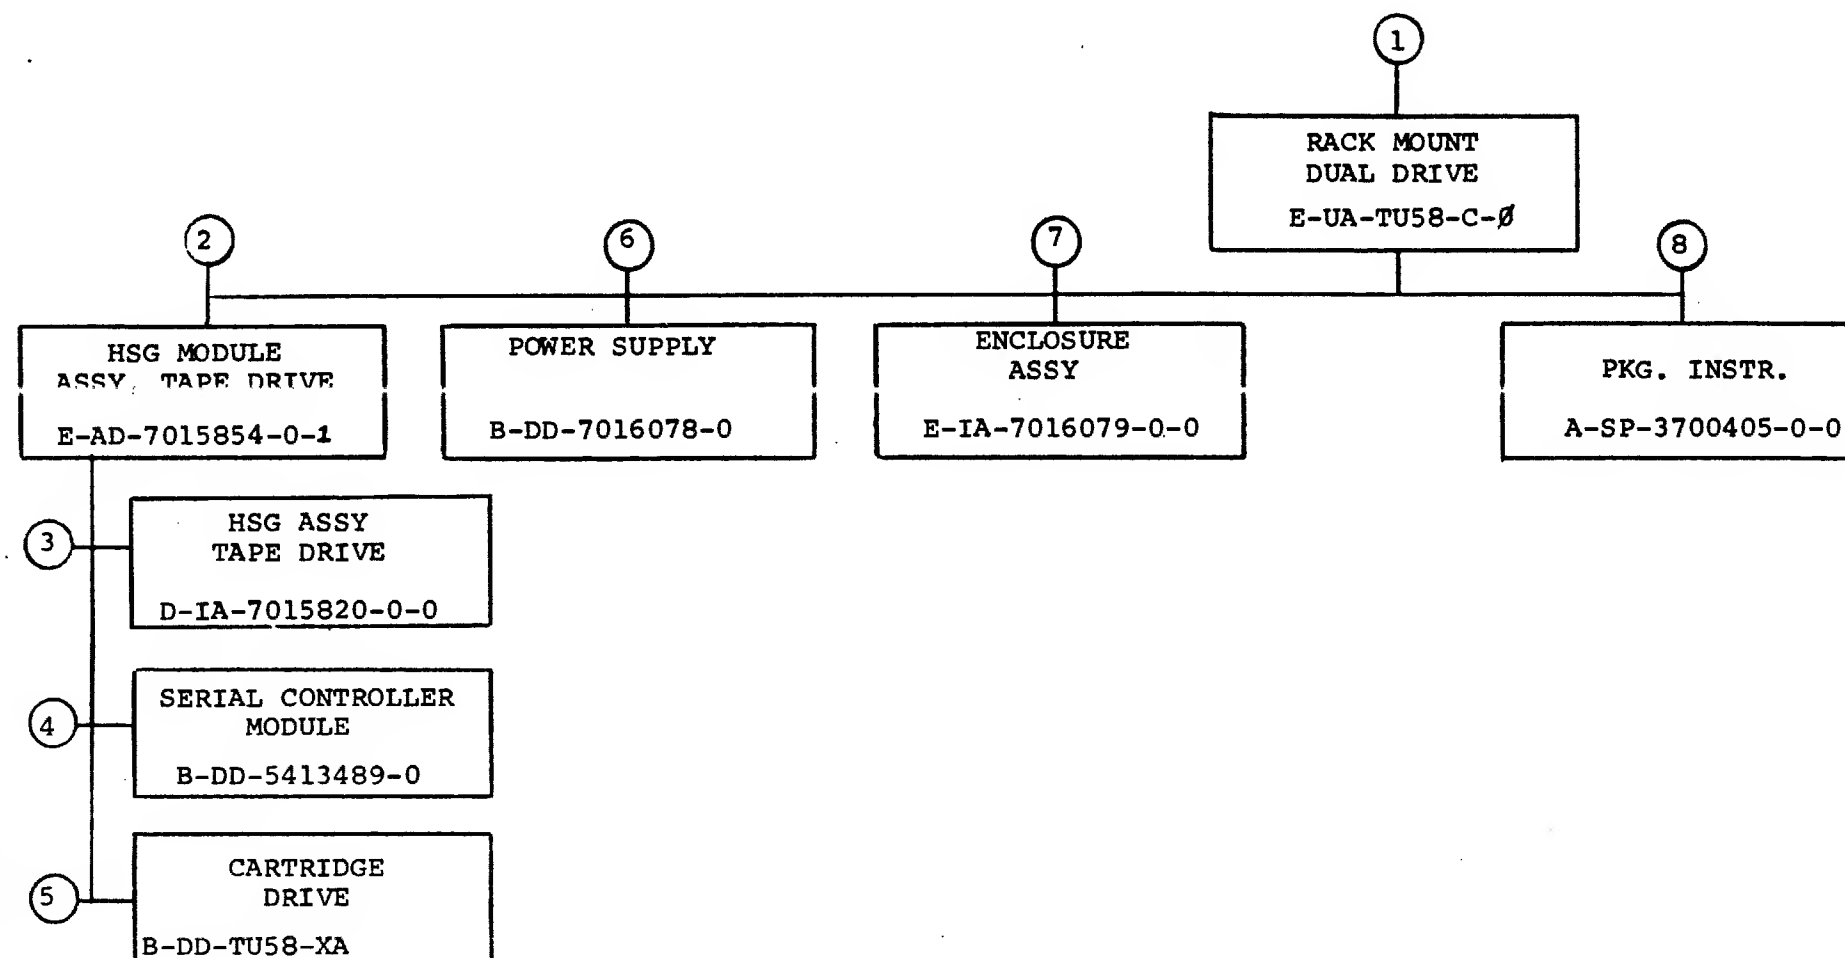 1
RACK MOUNT
DUAL DRIVE
E-UA-TU58-C-Ø
2
6
7
8
HSG MODULE
ASSY, TAPE DRIVE
E-AD-7015854-0-1
POWER SUPPLY
B-DD-7016078-0
ENCLOSURE
ASSY
E-IA-7016079-0-0
PKG. INSTR.
A-SP-3700405-0-0
3
HSG ASSY
TAPE DRIVE
D-IA-7015820-0-0
4
SERIAL CONTROLLER
MODULE
B-DD-5413489-0
5
CARTRIDGE
DRIVE
B-DD-TU58-XA